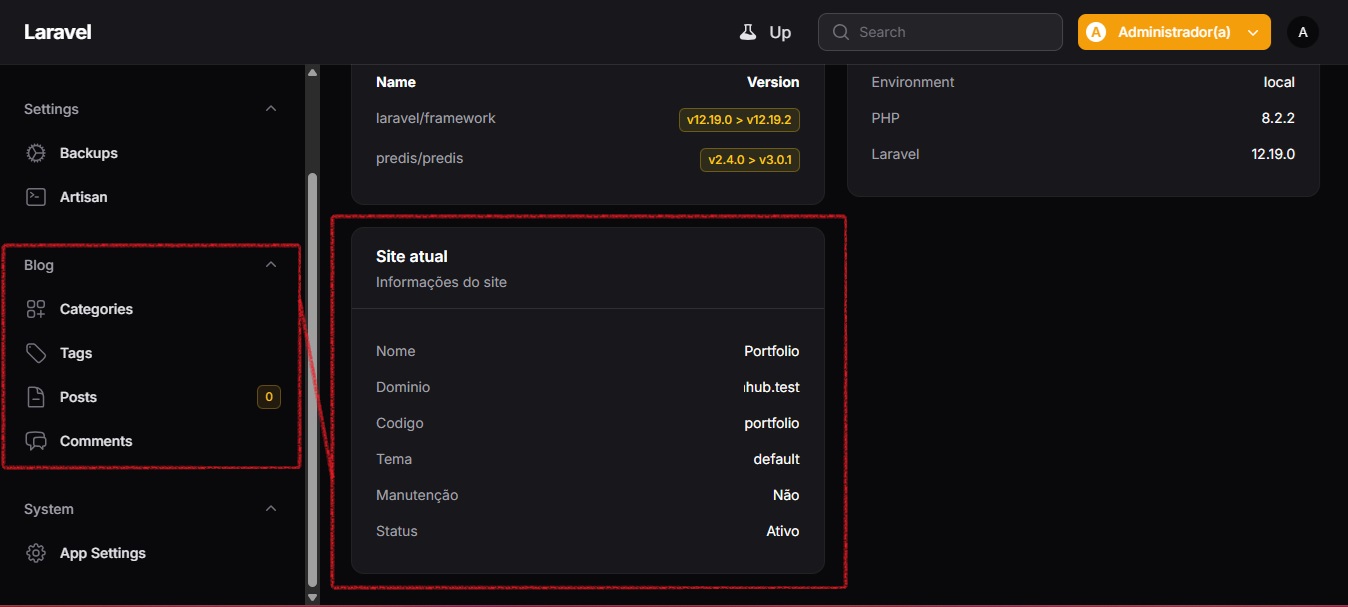 Laravel
Up
Search
A Administrador(a)
A
Settings
Backups
Artisan
Blog
Categories
Tags
Posts 0
Comments
System
App Settings
Name Version
laravel/framework v12.19.0 > v12.19.2
predis/predis v2.4.0 > v3.0.1
Environment local
PHP 8.2.2
Laravel 12.19.0
Site atual
Informações do site
Nome Portfolio
Dominio hub.test
Codigo portfolio
Tema default
Manutenção Não
Status Ativo